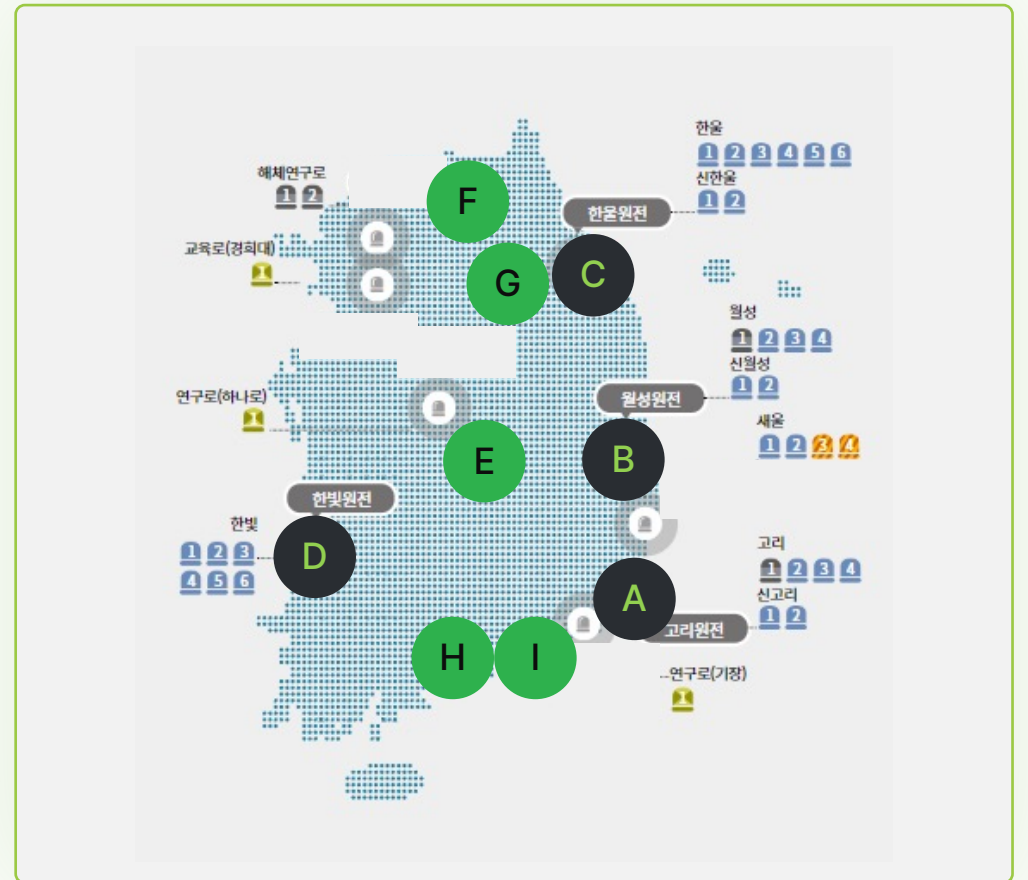 한울
1 2 3 4 5 6
신한울
1 2
해체연구로
1 2
F
한울원전
교육로(경희대)
1
G
C
월성
1 2 3 4
신월성
1 2
연구로(하나로)
1
월성원전
새울
1 2 3 4
E
B
한빛원전
한빛
1 2 3
4 5 6
D
고리
1 2 3 4
신고리
1 2
A
고리원전
H
I
연구로(기장)
1